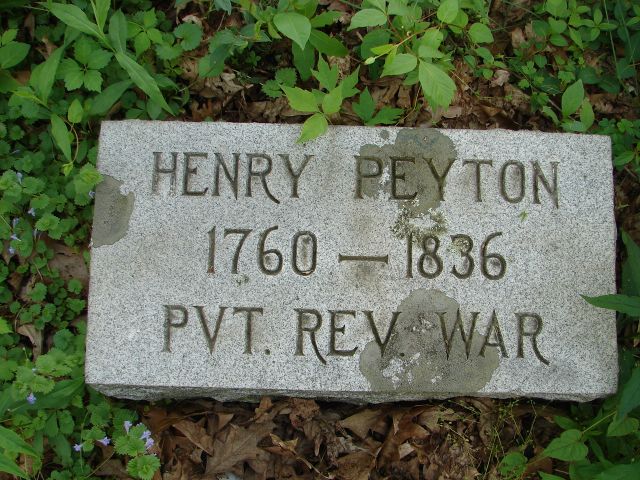 HENRY PEYTON
1760 — 1836
PVT. REV. WAR